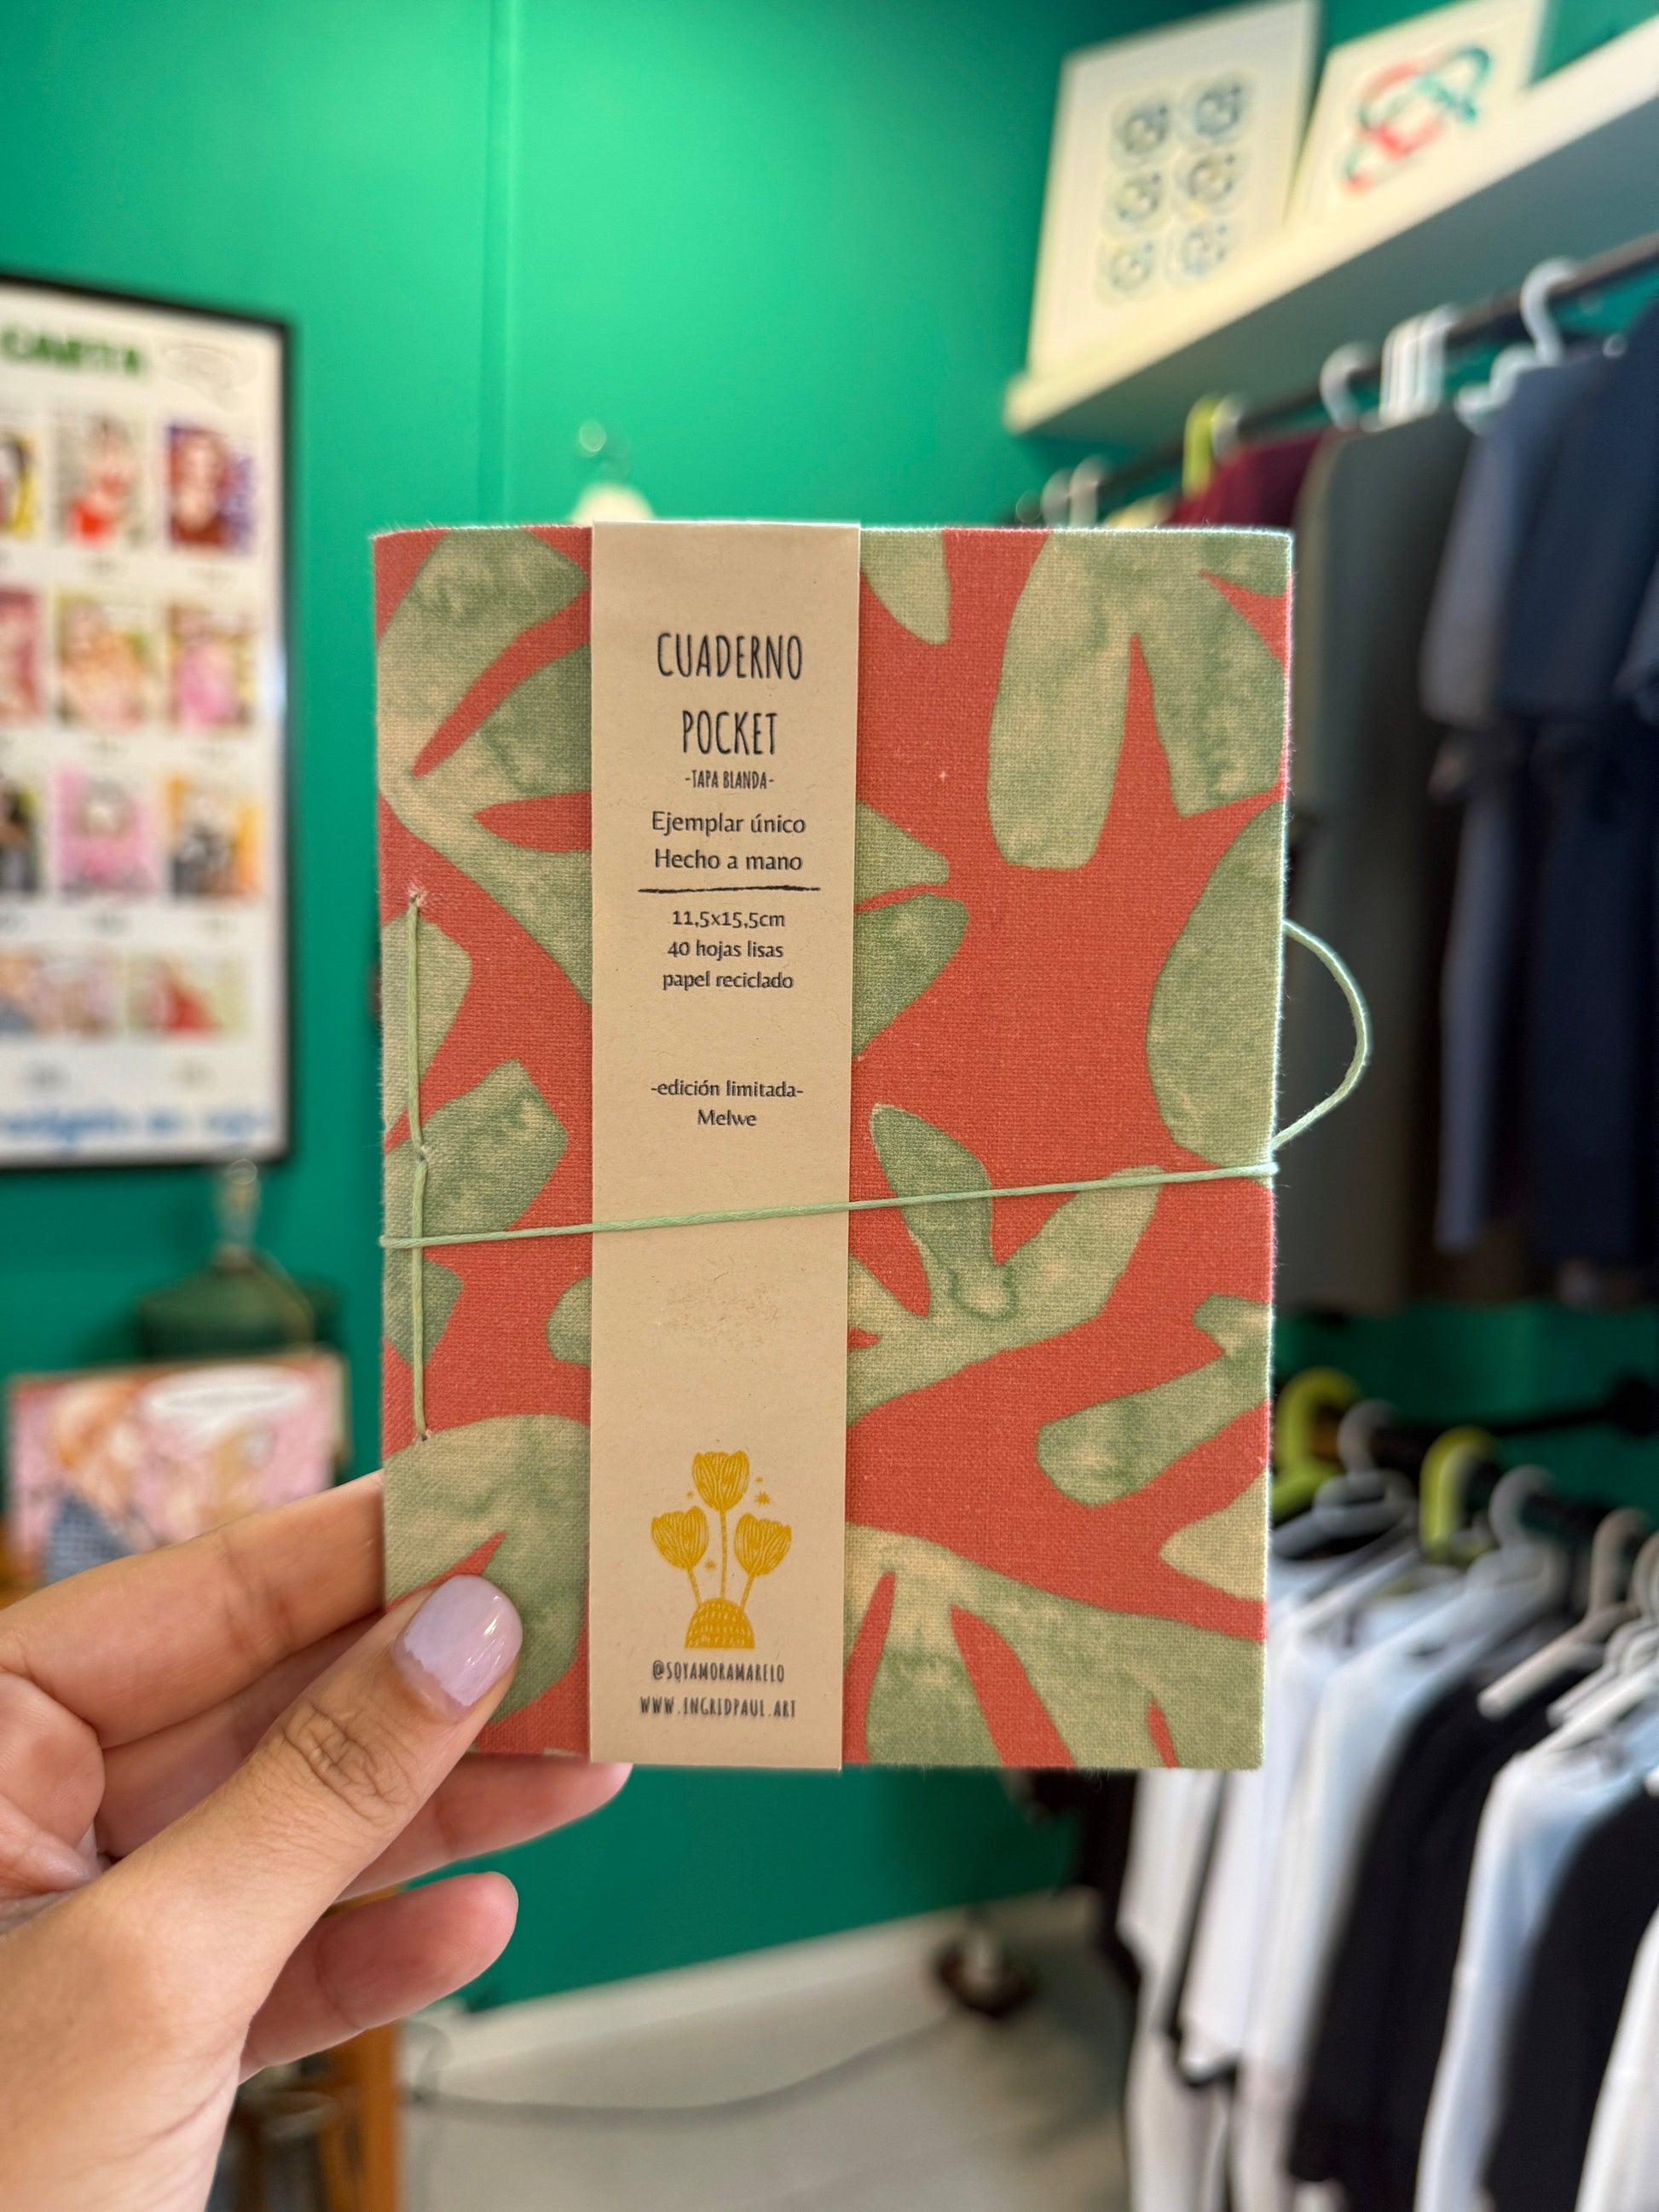 CUADERNO
POCKET
-TAPA BLANDA-
Ejemplar único
Hecho a mano
11,5x15,5cm
40 hojas lisas
papel reciclado
-edición limitada-
Melwe
@SOYAMORAMARELO
WWW.INGRIDPAUL.ART